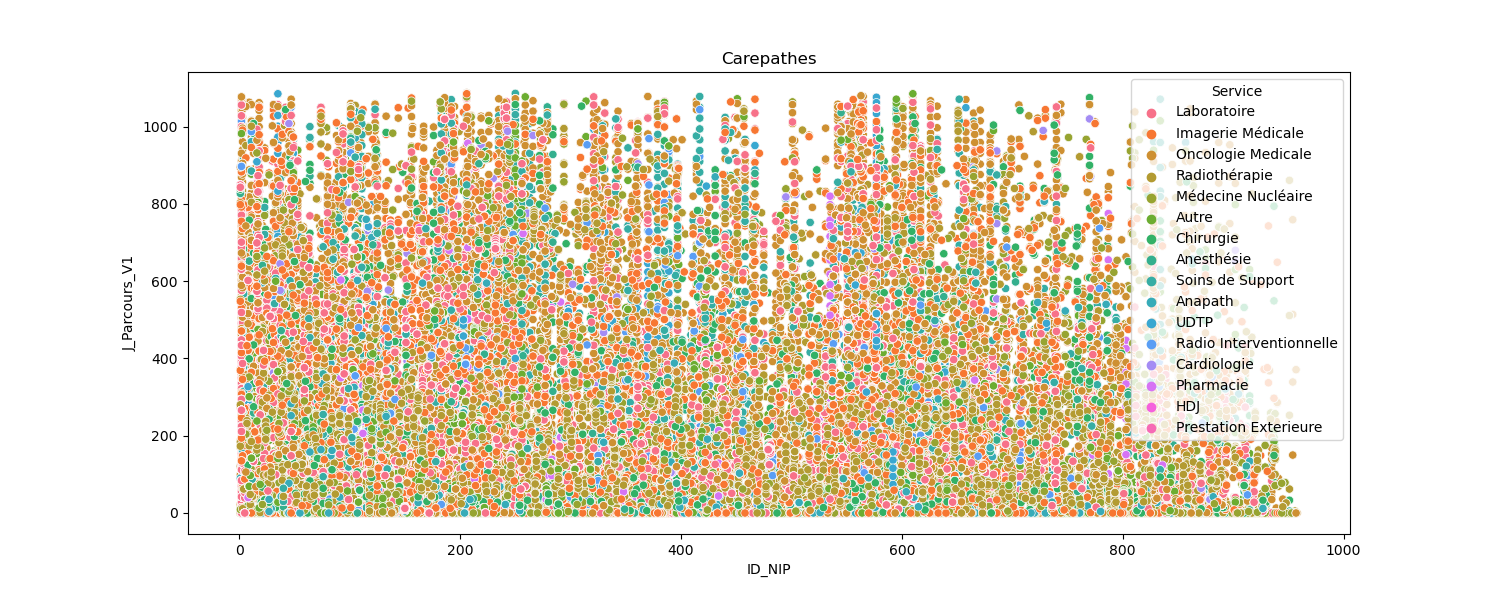 Carepathes
J_Parcours_V1
1000
800
600
400
200
0
0 200 400 600 800 1000
ID_NIP
Service
Laboratoire
Imagerie Médicale
Oncologie Medicale
Radiothérapie
Médecine Nucléaire
Autre
Chirurgie
Anesthésie
Soins de Support
Anapath
UDTP
Radio Interventionnelle
Cardiologie
Pharmacie
HDJ
Prestation Exterieure